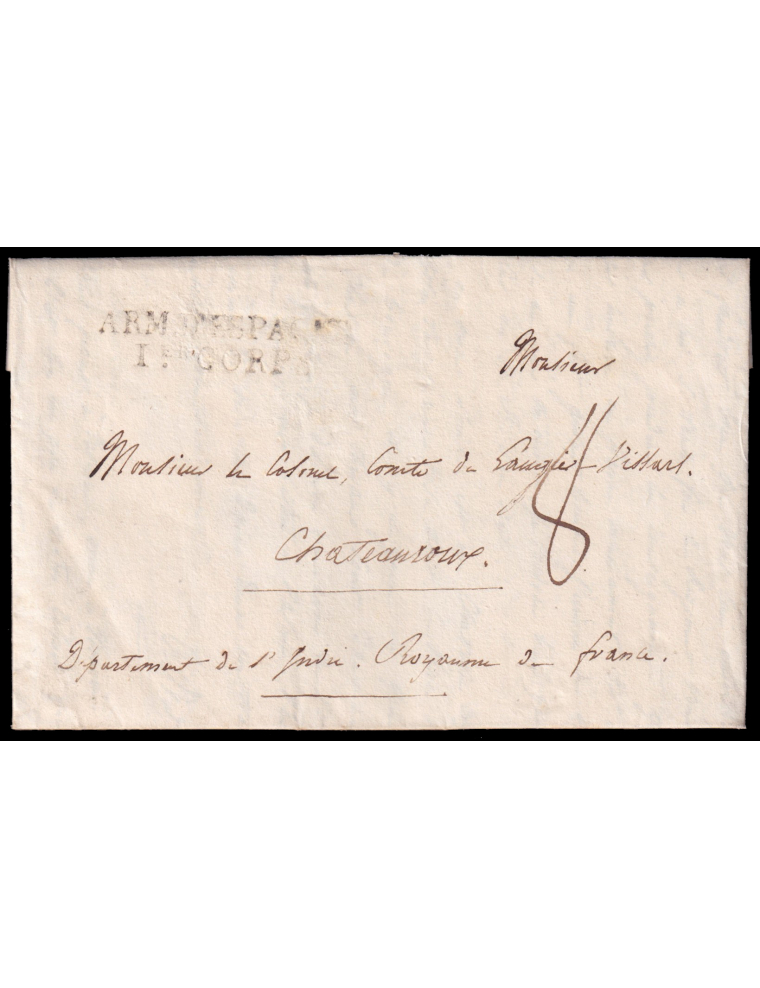 ARM. D'ESPAGNE
1ER CORPS
Monsieur
Monsieur le Colonel, Comte de Laugier Villars.
8
Chateauroux.
Département de l'Indre. Royaume de france.